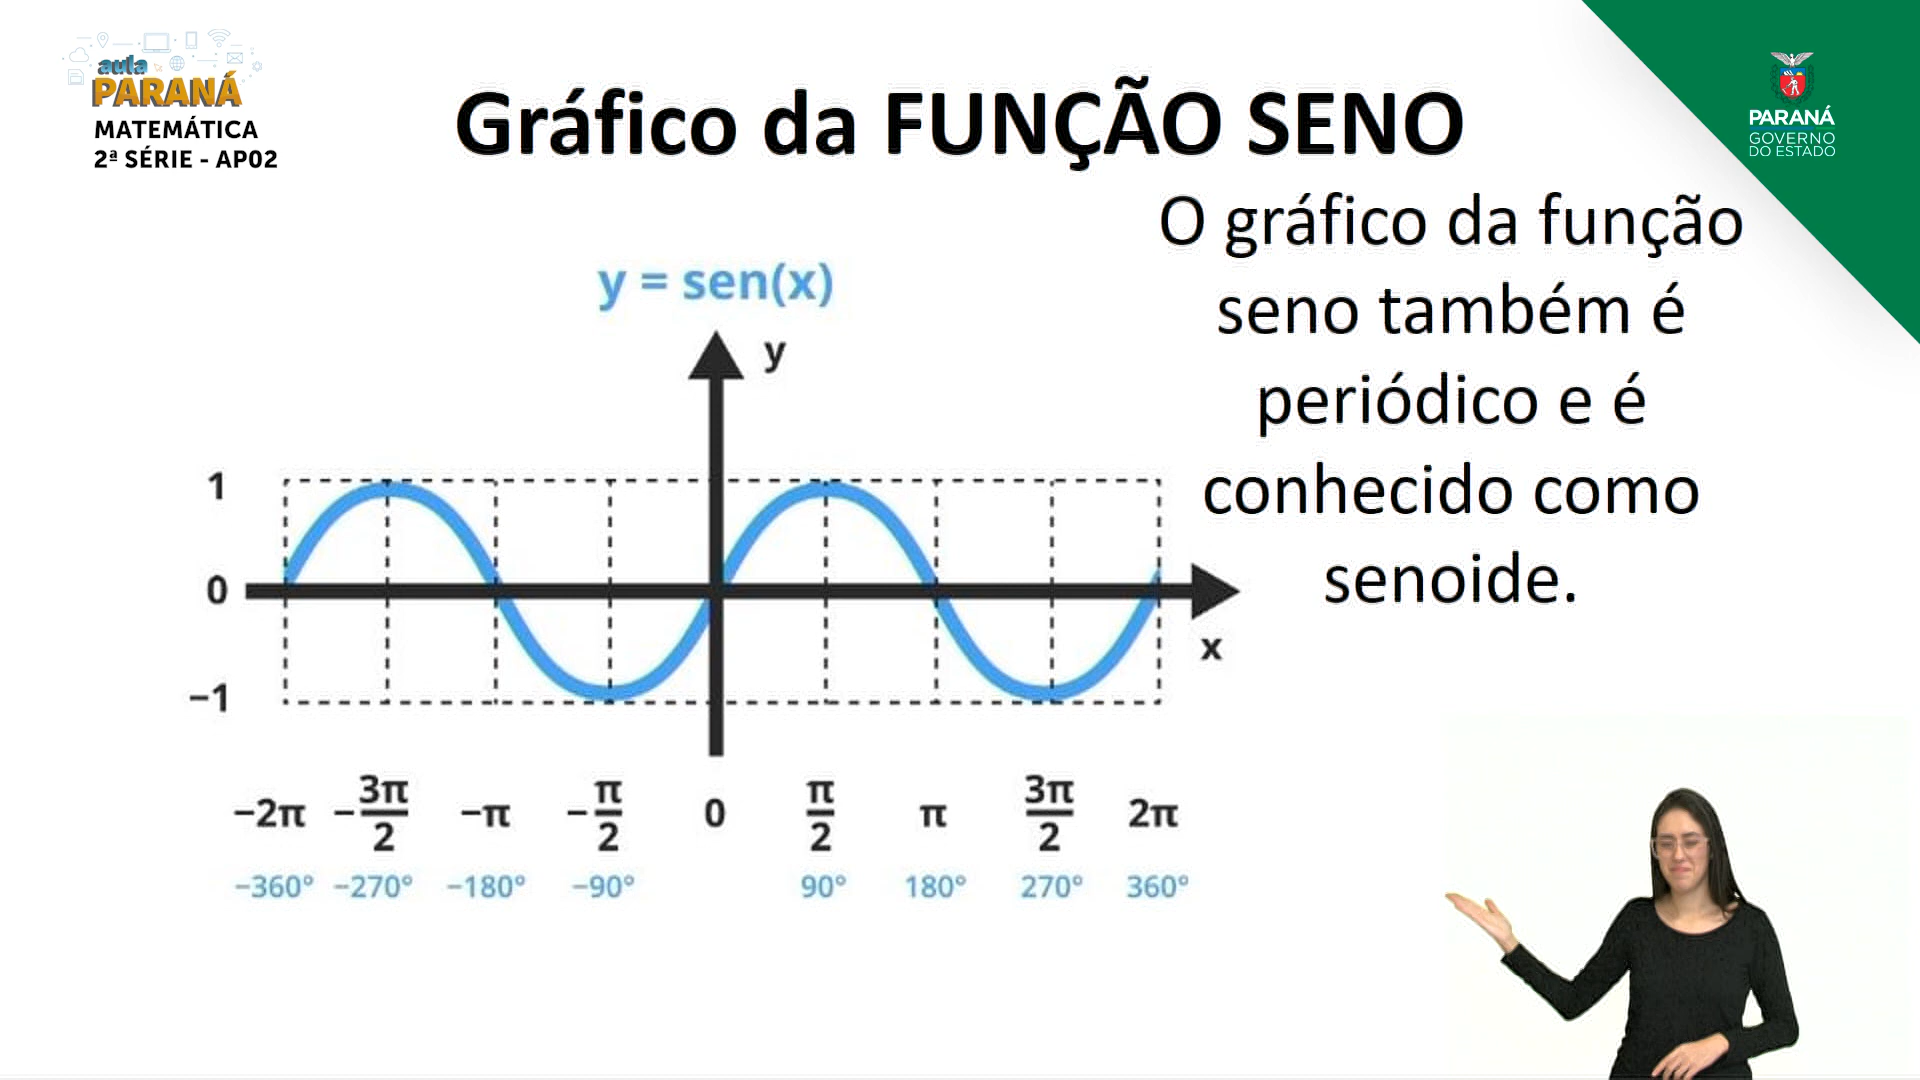 aula
PARANÁ
MATEMÁTICA
2ª SÉRIE - AP02
Gráfico da FUNÇÃO SENO
PARANÁ
GOVERNO
DO ESTADO
O gráfico da função
seno também é
periódico e é
conhecido como
senoide.
y = sen(x)
y
1
0
−1
x
−2π −3π/2 −π −π/2 0 π/2 π 3π/2 2π
−360° −270° −180° −90° 90° 180° 270° 360°